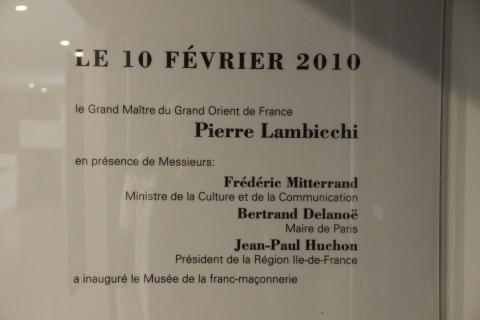 LE 10 FÉVRIER 2010
le Grand Maître du Grand Orient de France
Pierre Lambicchi
en présence de Messieurs:
Frédéric Mitterrand
Ministre de la Culture et de la Communication
Bertrand Delanoë
Maire de Paris
Jean-Paul Huchon
Président de la Région Ile-de-France
a inauguré le Musée de la franc-maçonnerie